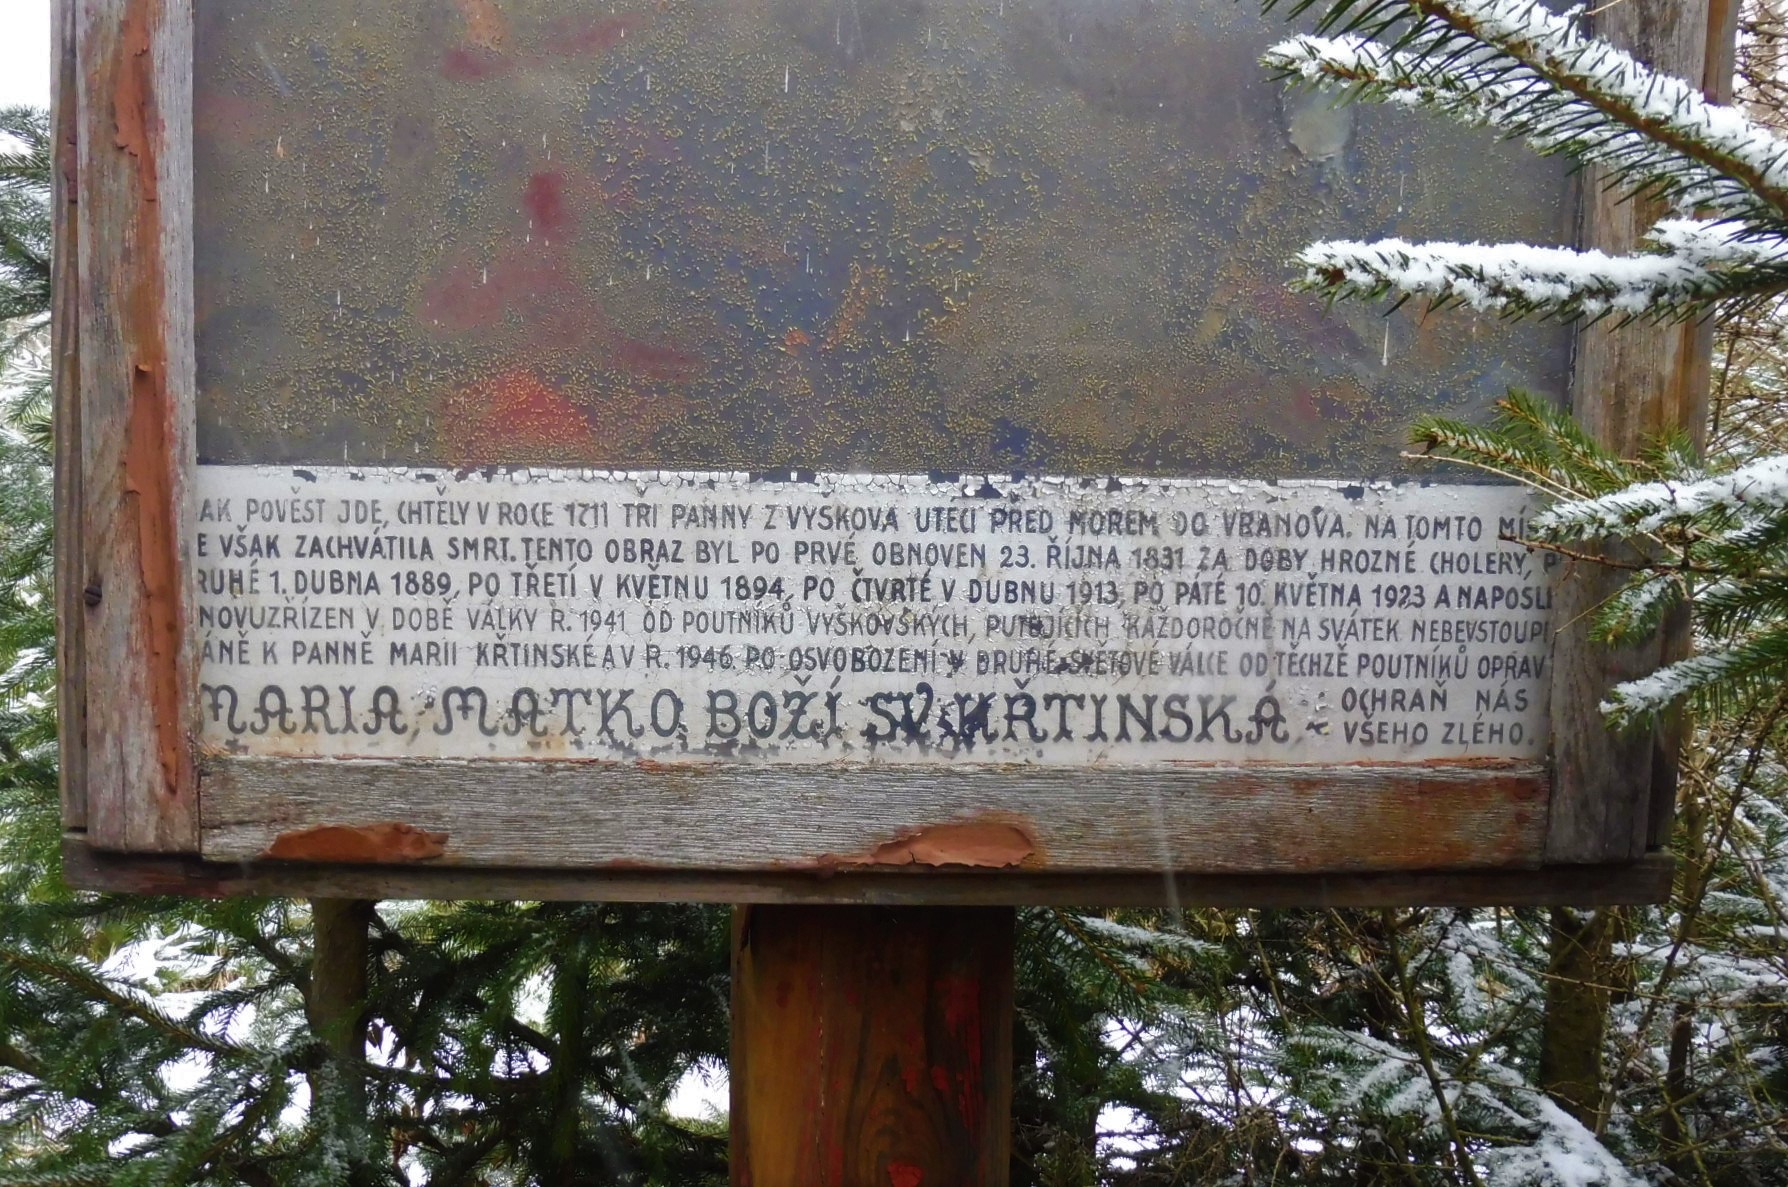 AK POVĚST JDE, CHTĚLY V ROCE 1711 TŘI PANNY Z VYŠKOVA UTECI PŘED MOREM DO VRANOVA. NA TOMTO MÍS
E VŠAK ZACHVÁTILA SMRT. TENTO OBRAZ BYL PO PRVÉ OBNOVEN 23. ŘÍJNA 1831 ZA DOBY HROZNÉ CHOLERY, P
RUHÉ 1. DUBNA 1889, PO TŘETÍ V KVĚTNU 1894, PO ČTVRTÉ V DUBNU 1913, PO PÁTÉ 10. KVĚTNA 1923 A NAPOSL
NOVUZŘÍZEN V DOBĚ VÁLKY R. 1941 OD POUTNÍKŮ VYŠKOVSKÝCH, PUTUJÍCÍCH KAŽDOROČNĚ NA SVÁTEK NEBEVSTOUPI
ÁNĚ K PANNĚ MARII KŘTINSKÉ A V R. 1946 PO OSVOBOZENÍ V DRUHÉ SVĚTOVÉ VÁLCE OD TĚCHŽE POUTNÍKŮ OPRAV
MARIA, MATKO BOŽÍ SV. KŘTINSKÁ - OCHRAŇ NÁS
VŠEHO ZLÉHO.